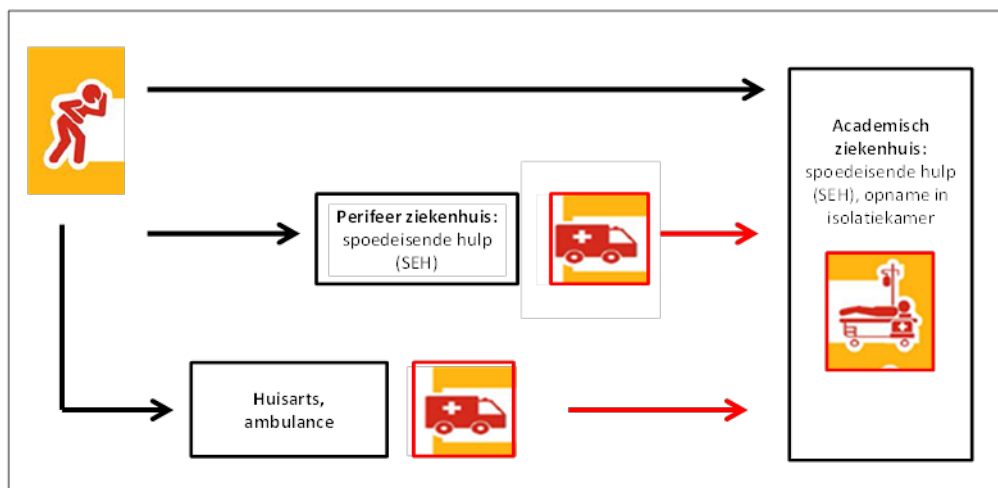 Academisch
ziekenhuis:
spoedeisende hulp
(SEH), opname in
isolatiekamer
Perifeer ziekenhuis:
spoedeisende hulp
(SEH)
Huisarts,
ambulance